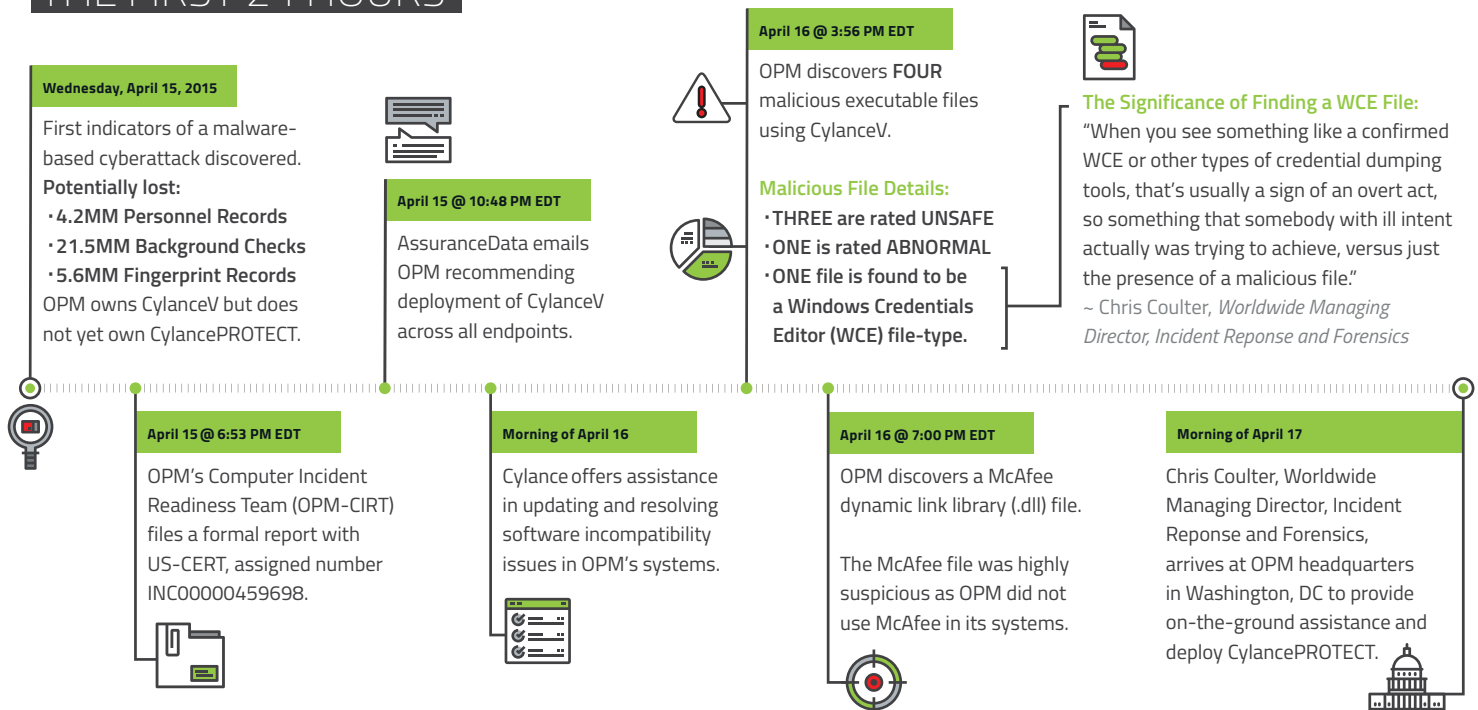 THE FIRST 24 HOURS
Wednesday, April 15, 2015
First indicators of a malware-
based cyberattack discovered.
Potentially lost:
· 4.2MM Personnel Records
· 21.5MM Background Checks
· 5.6MM Fingerprint Records
OPM owns CylanceV but does
not yet own CylancePROTECT.
April 15 @ 6:53 PM EDT
OPM's Computer Incident
Readiness Team (OPM-CIRT)
files a formal report with
US-CERT, assigned number
INC00000459698.
April 15 @ 10:48 PM EDT
AssuranceData emails
OPM recommending
deployment of CylanceV
across all endpoints.
Morning of April 16
Cylance offers assistance
in updating and resolving
software incompatibility
issues in OPM's systems.
April 16 @ 3:56 PM EDT
OPM discovers FOUR
malicious executable files
using CylanceV.
Malicious File Details:
· THREE are rated UNSAFE
· ONE is rated ABNORMAL
· ONE file is found to be
a Windows Credentials
Editor (WCE) file-type.
The Significance of Finding a WCE File:
“When you see something like a confirmed
WCE or other types of credential dumping
tools, that's usually a sign of an overt act,
so something that somebody with ill intent
actually was trying to achieve, versus just
the presence of a malicious file.”
~ Chris Coulter, Worldwide Managing
Director, Incident Reponse and Forensics
April 16 @ 7:00 PM EDT
OPM discovers a McAfee
dynamic link library (.dll) file.
The McAfee file was highly
suspicious as OPM did not
use McAfee in its systems.
Morning of April 17
Chris Coulter, Worldwide
Managing Director, Incident
Reponse and Forensics,
arrives at OPM headquarters
in Washington, DC to provide
on-the-ground assistance and
deploy CylancePROTECT.